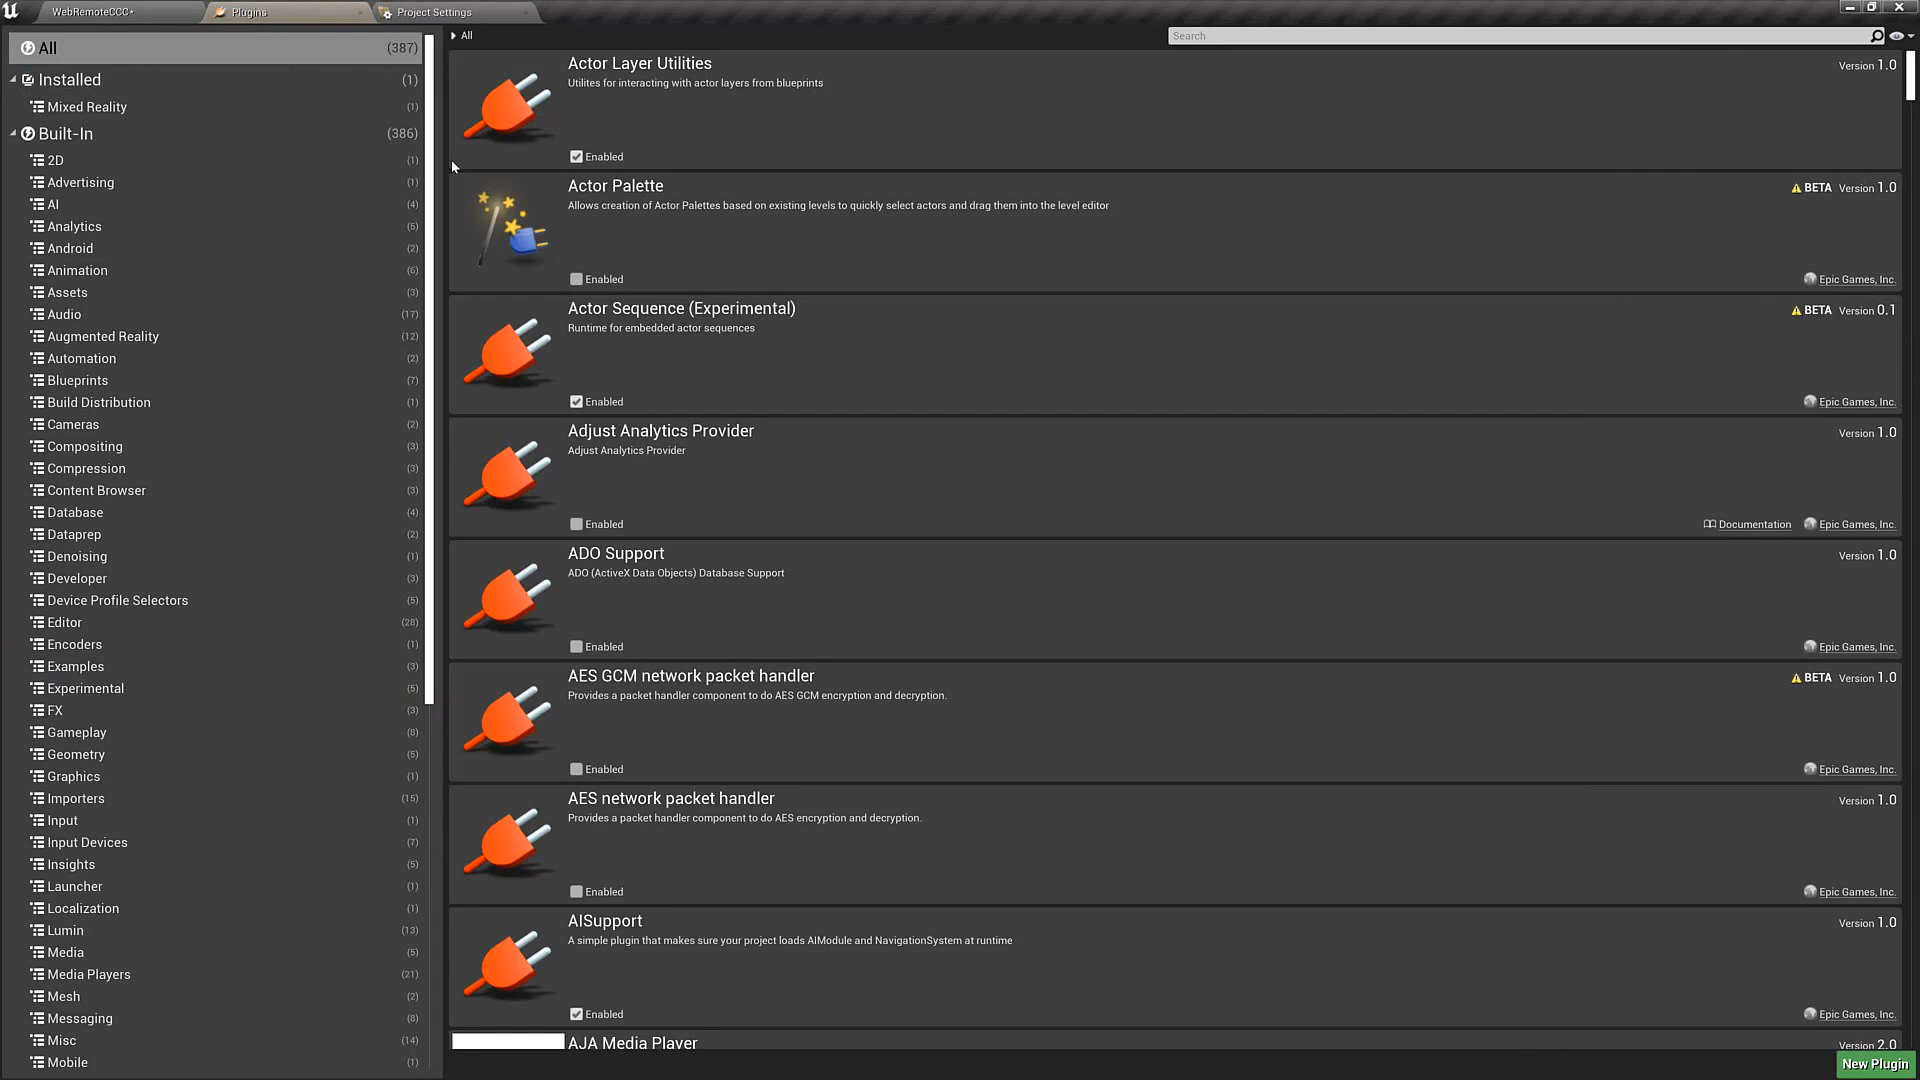 WebRemoteCCC*
Plugins
Project Settings
All (387)
Installed (1)
Mixed Reality (1)
Built-In (386)
2D (1)
Advertising (1)
AI (4)
Analytics (5)
Android (2)
Animation (6)
Assets (3)
Audio (17)
Augmented Reality (12)
Automation (2)
Blueprints (7)
Build Distribution (1)
Cameras (2)
Compositing (3)
Compression (3)
Content Browser (3)
Database (4)
Dataprep (2)
Denoising (1)
Developer (3)
Device Profile Selectors (5)
Editor (28)
Encoders (1)
Examples (3)
Experimental (5)
FX (3)
Gameplay (8)
Geometry (5)
Graphics (1)
Importers (15)
Input (1)
Input Devices (7)
Insights (5)
Launcher (1)
Localization (1)
Lumin (13)
Media (5)
Media Players (21)
Mesh (2)
Messaging (8)
Misc (14)
Mobile (1)
All
Search
Actor Layer Utilities Version 1.0
Utilites for interacting with actor layers from blueprints
Enabled
Actor Palette BETA Version 1.0
Allows creation of Actor Palettes based on existing levels to quickly select actors and drag them into the level editor
Enabled Epic Games, Inc.
Actor Sequence (Experimental) BETA Version 0.1
Runtime for embedded actor sequences
Enabled Epic Games, Inc.
Adjust Analytics Provider Version 1.0
Adjust Analytics Provider
Enabled Documentation Epic Games, Inc.
ADO Support Version 1.0
ADO (ActiveX Data Objects) Database Support
Enabled Epic Games, Inc.
AES GCM network packet handler BETA Version 1.0
Provides a packet handler component to do AES GCM encryption and decryption.
Enabled Epic Games, Inc.
AES network packet handler Version 1.0
Provides a packet handler component to do AES encryption and decryption.
Enabled Epic Games, Inc.
AISupport Version 1.0
A simple plugin that makes sure your project loads AIModule and NavigationSystem at runtime
Enabled Epic Games, Inc.
AJA Media Player Version 2.0
New Plugin